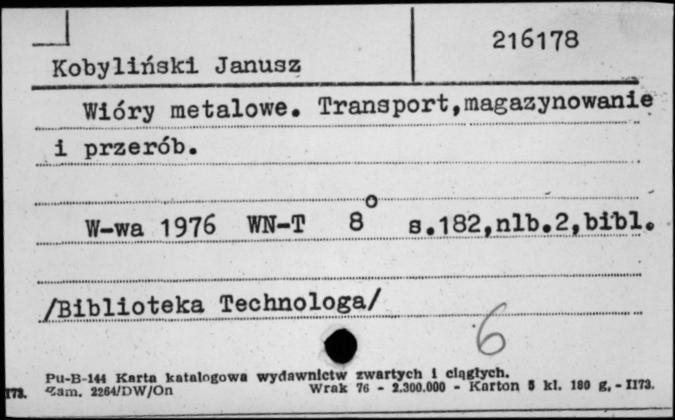 216178
Kobyliński Janusz
Wióry metalowe. Transport,magazynowanie
i przerób.
W-wa 1976 WN-T 8° s.182,nlb.2,bibl.
/Biblioteka Technologa/
6
Pu-B-144 Karta katalogowa wydawnictw zwartych i ciągłych.
Zam. 2264/DW/On Wrak 76 - 2.300.000 - Karton 5 kl. 180 g, - I173.